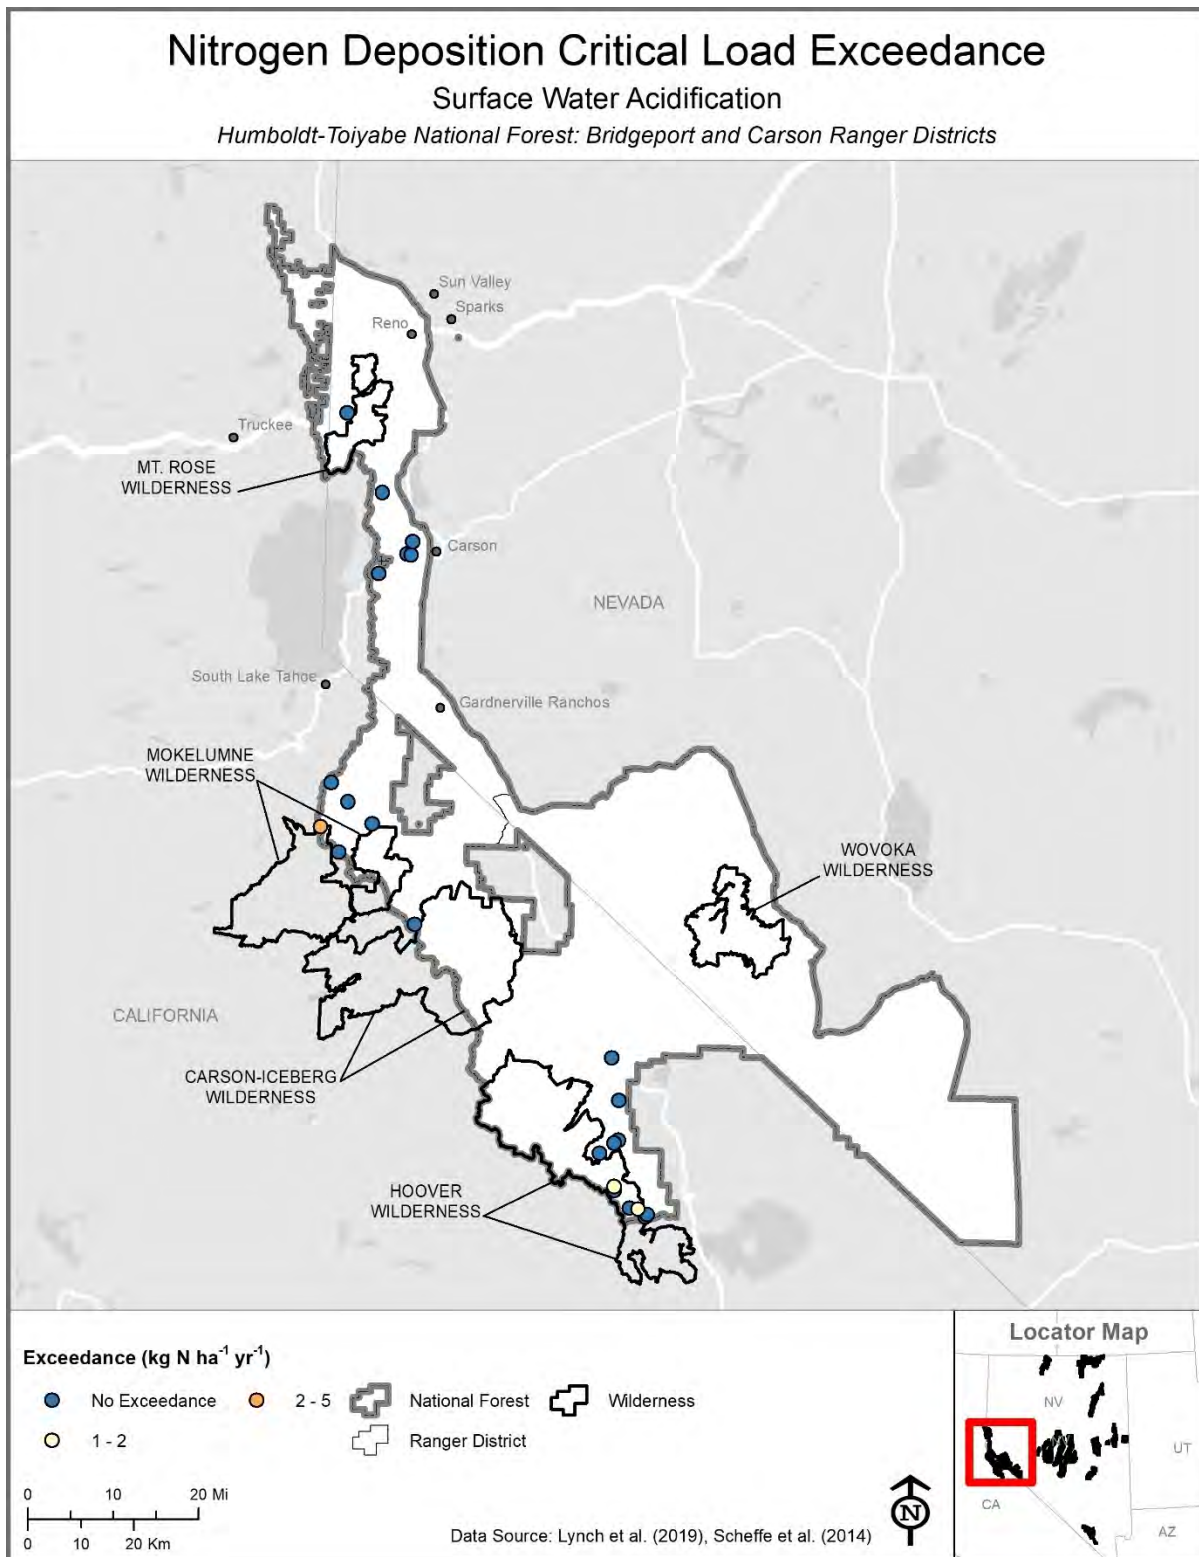 Nitrogen Deposition Critical Load Exceedance
Surface Water Acidification
Humboldt-Toiyabe National Forest: Bridgeport and Carson Ranger Districts
Sun Valley
Sparks
Reno
Truckee
MT. ROSE
WILDERNESS
Carson
NEVADA
South Lake Tahoe
Gardnerville Ranchos
MOKELUMNE
WILDERNESS
WOVOKA
WILDERNESS
CALIFORNIA
CARSON-ICEBERG
WILDERNESS
HOOVER
WILDERNESS
Exceedance (kg N ha⁻¹ yr⁻¹)
No Exceedance
2 - 5
National Forest
Wilderness
1 - 2
Ranger District
0 10 20 Mi
0 10 20 Km
Data Source: Lynch et al. (2019), Scheffe et al. (2014)
N
Locator Map
NV
UT
CA
AZ